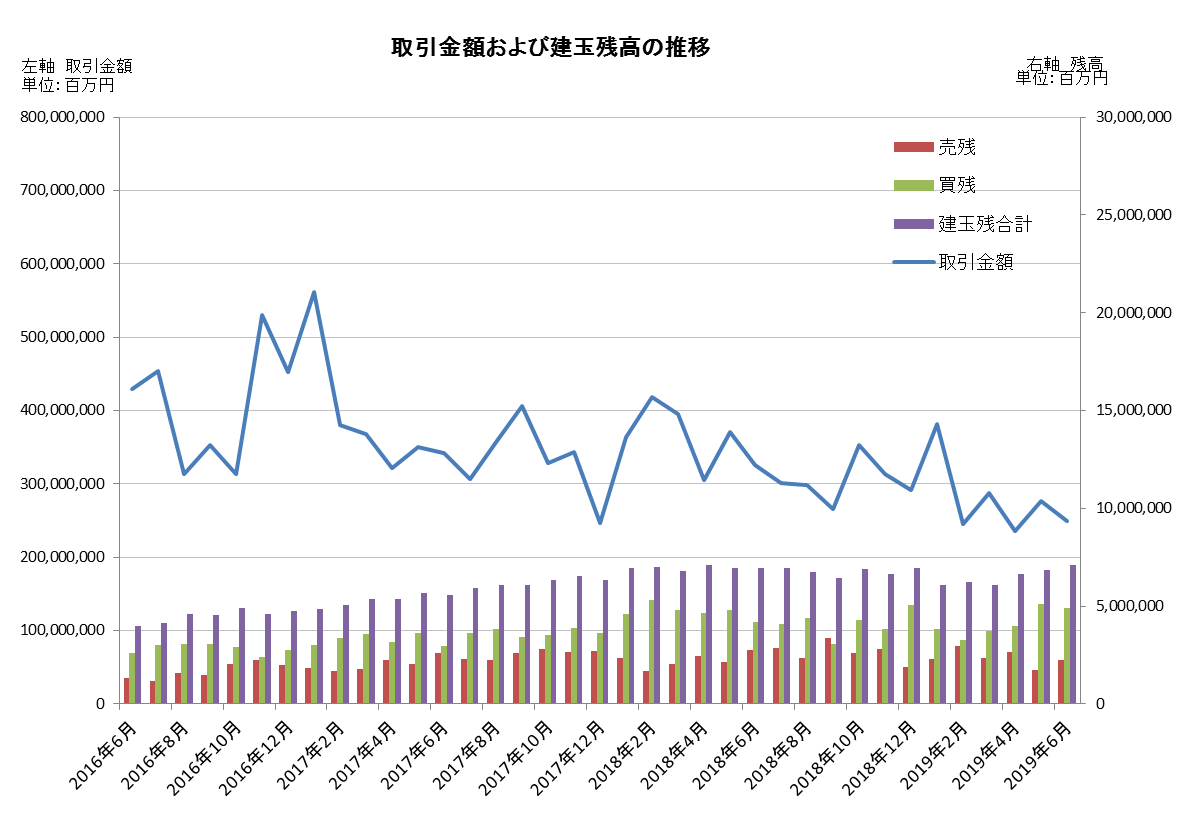 取引金額および建玉残高の推移
左軸 取引金額
単位：百万円
右軸 残高
単位：百万円
800,000,000
700,000,000
600,000,000
500,000,000
400,000,000
300,000,000
200,000,000
100,000,000
0
30,000,000
25,000,000
20,000,000
15,000,000
10,000,000
5,000,000
0
売残
買残
建玉残合計
取引金額
2016年6月
2016年8月
2016年10月
2016年12月
2017年2月
2017年4月
2017年6月
2017年8月
2017年10月
2017年12月
2018年2月
2018年4月
2018年6月
2018年8月
2018年10月
2018年12月
2019年2月
2019年4月
2019年6月